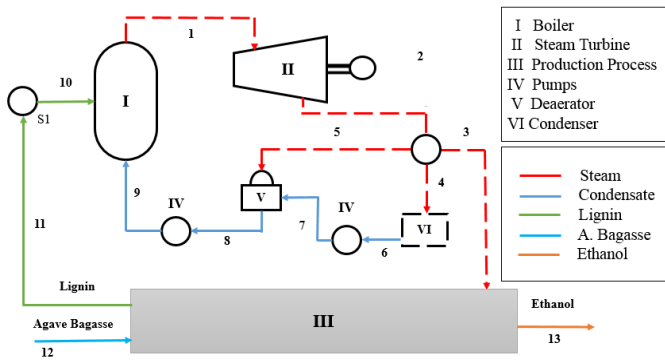 1
2
3
4
5
6
7
8
9
10
11
12
13
I
II
III
IV
IV
V
VI
S1
Lignin
Agave Bagasse
Ethanol
I Boiler
II Steam Turbine
III Production Process
IV Pumps
V Deaerator
VI Condenser
Steam
Condensate
Lignin
A. Bagasse
Ethanol